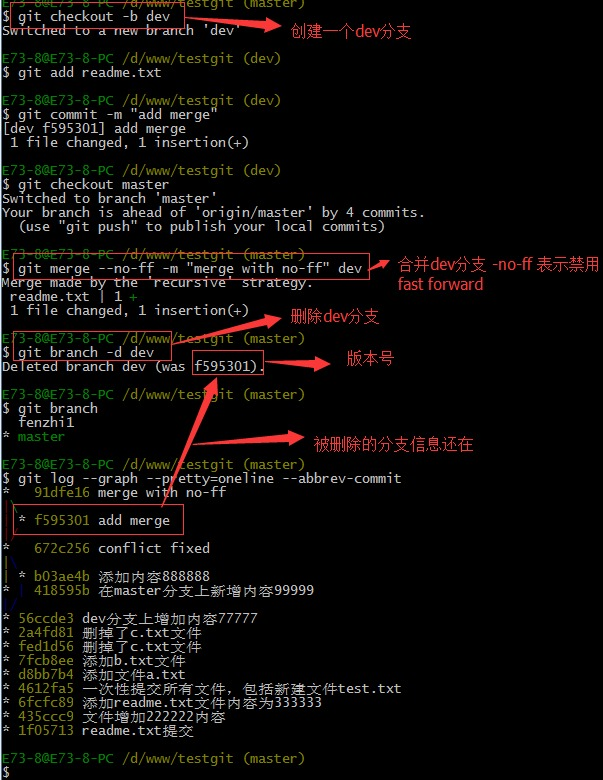 E73-8@E73-8-PC /d/www/testgit (master)
$ git checkout -b dev
Switched to a new branch 'dev'
创建一个dev分支
E73-8@E73-8-PC /d/www/testgit (dev)
$ git add readme.txt
E73-8@E73-8-PC /d/www/testgit (dev)
$ git commit -m "add merge"
[dev f595301] add merge
1 file changed, 1 insertion(+)
E73-8@E73-8-PC /d/www/testgit (dev)
$ git checkout master
Switched to branch 'master'
Your branch is ahead of 'origin/master' by 4 commits.
(use "git push" to publish your local commits)
E73-8@E73-8-PC /d/www/testgit (master)
$ git merge --no-ff -m "merge with no-ff" dev
合并dev分支 -no-ff 表示禁用
fast forward
Merge made by the 'recursive' strategy.
readme.txt | 1 +
1 file changed, 1 insertion(+)
删除dev分支
E73-8@E73-8-PC /d/www/testgit (master)
$ git branch -d dev
Deleted branch dev (was f595301).
版本号
E73-8@E73-8-PC /d/www/testgit (master)
$ git branch
fenzhi1
* master
被删除的分支信息还在
E73-8@E73-8-PC /d/www/testgit (master)
$ git log --graph --pretty=oneline --abbrev-commit
*   91dfe16 merge with no-ff
|\
| * f595301 add merge
|/
*   672c256 conflict fixed
|\
| * b03ae4b 添加内容888888
* | 418595b 在master分支上新增内容99999
|/
* 56ccde3 dev分支上增加内容77777
* 2a4fd81 删掉了c.txt文件
* fed1d56 删掉了c.txt文件
* 7fcb8ee 添加b.txt文件
* d8bb7b4 添加文件a.txt
* 4612fa5 一次性提交所有文件，包括新建文件test.txt
* 6fcfc89 添加readme.txt文件内容为333333
* 435ccc9 文件增加222222内容
* 1f05713 readme.txt提交
E73-8@E73-8-PC /d/www/testgit (master)
$